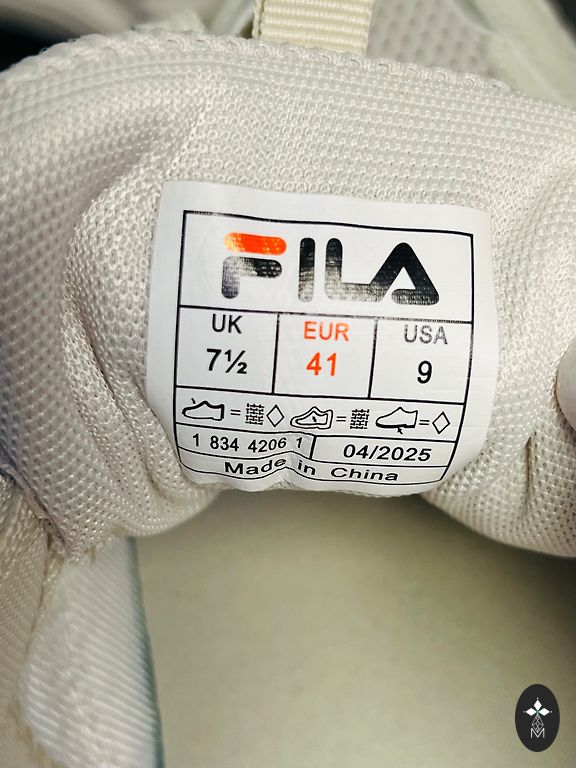 FILA
UK EUR USA
7½ 41 9
= =  =
1 834 4206 1 04/2025
Made in China
M